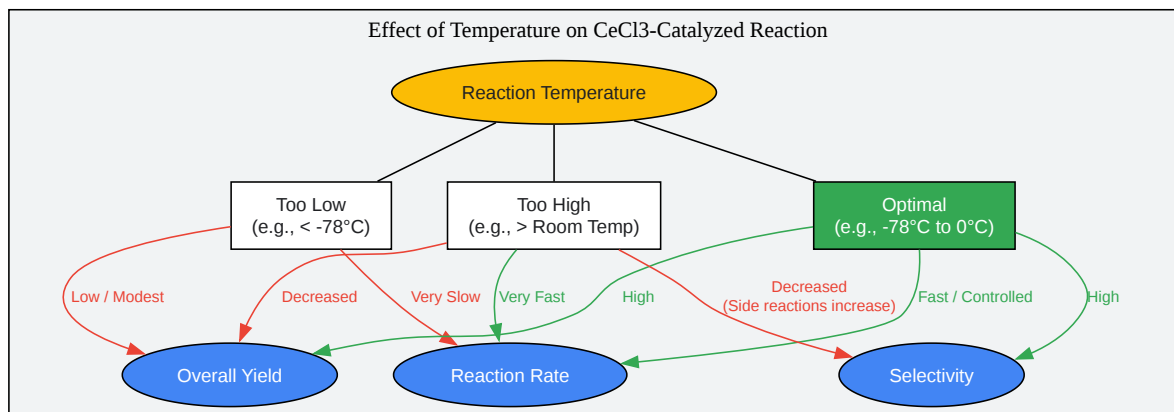 Effect of Temperature on CeCl3-Catalyzed Reaction
Reaction Temperature
Too Low
(e.g., < -78°C)
Too High
(e.g., > Room Temp)
Optimal
(e.g., -78°C to 0°C)
Low / Modest
Decreased
Very Slow
Very Fast
High
Decreased
(Side reactions increase)
Fast / Controlled
High
Overall Yield
Reaction Rate
Selectivity